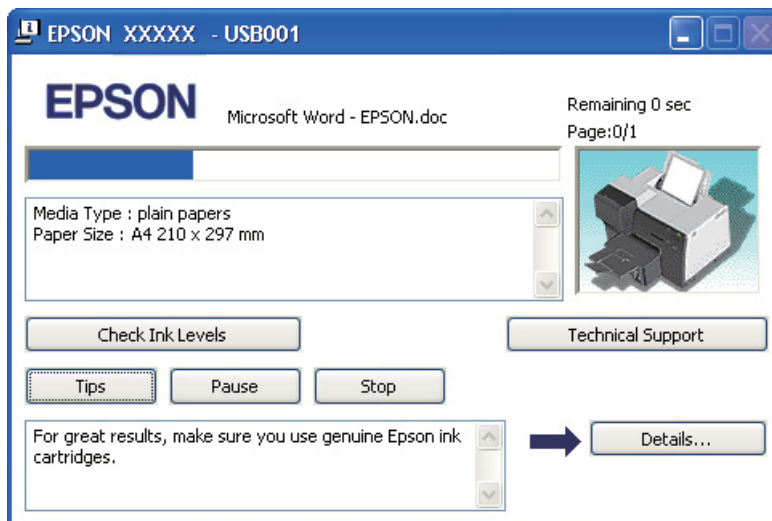 EPSON XXXXX - USB001
EPSON
Microsoft Word - EPSON.doc
Remaining 0 sec
Page:0/1
Media Type : plain papers
Paper Size : A4 210 x 297 mm
Check Ink Levels
Technical Support
Tips
Pause
Stop
For great results, make sure you use genuine Epson ink
cartridges.
Details...